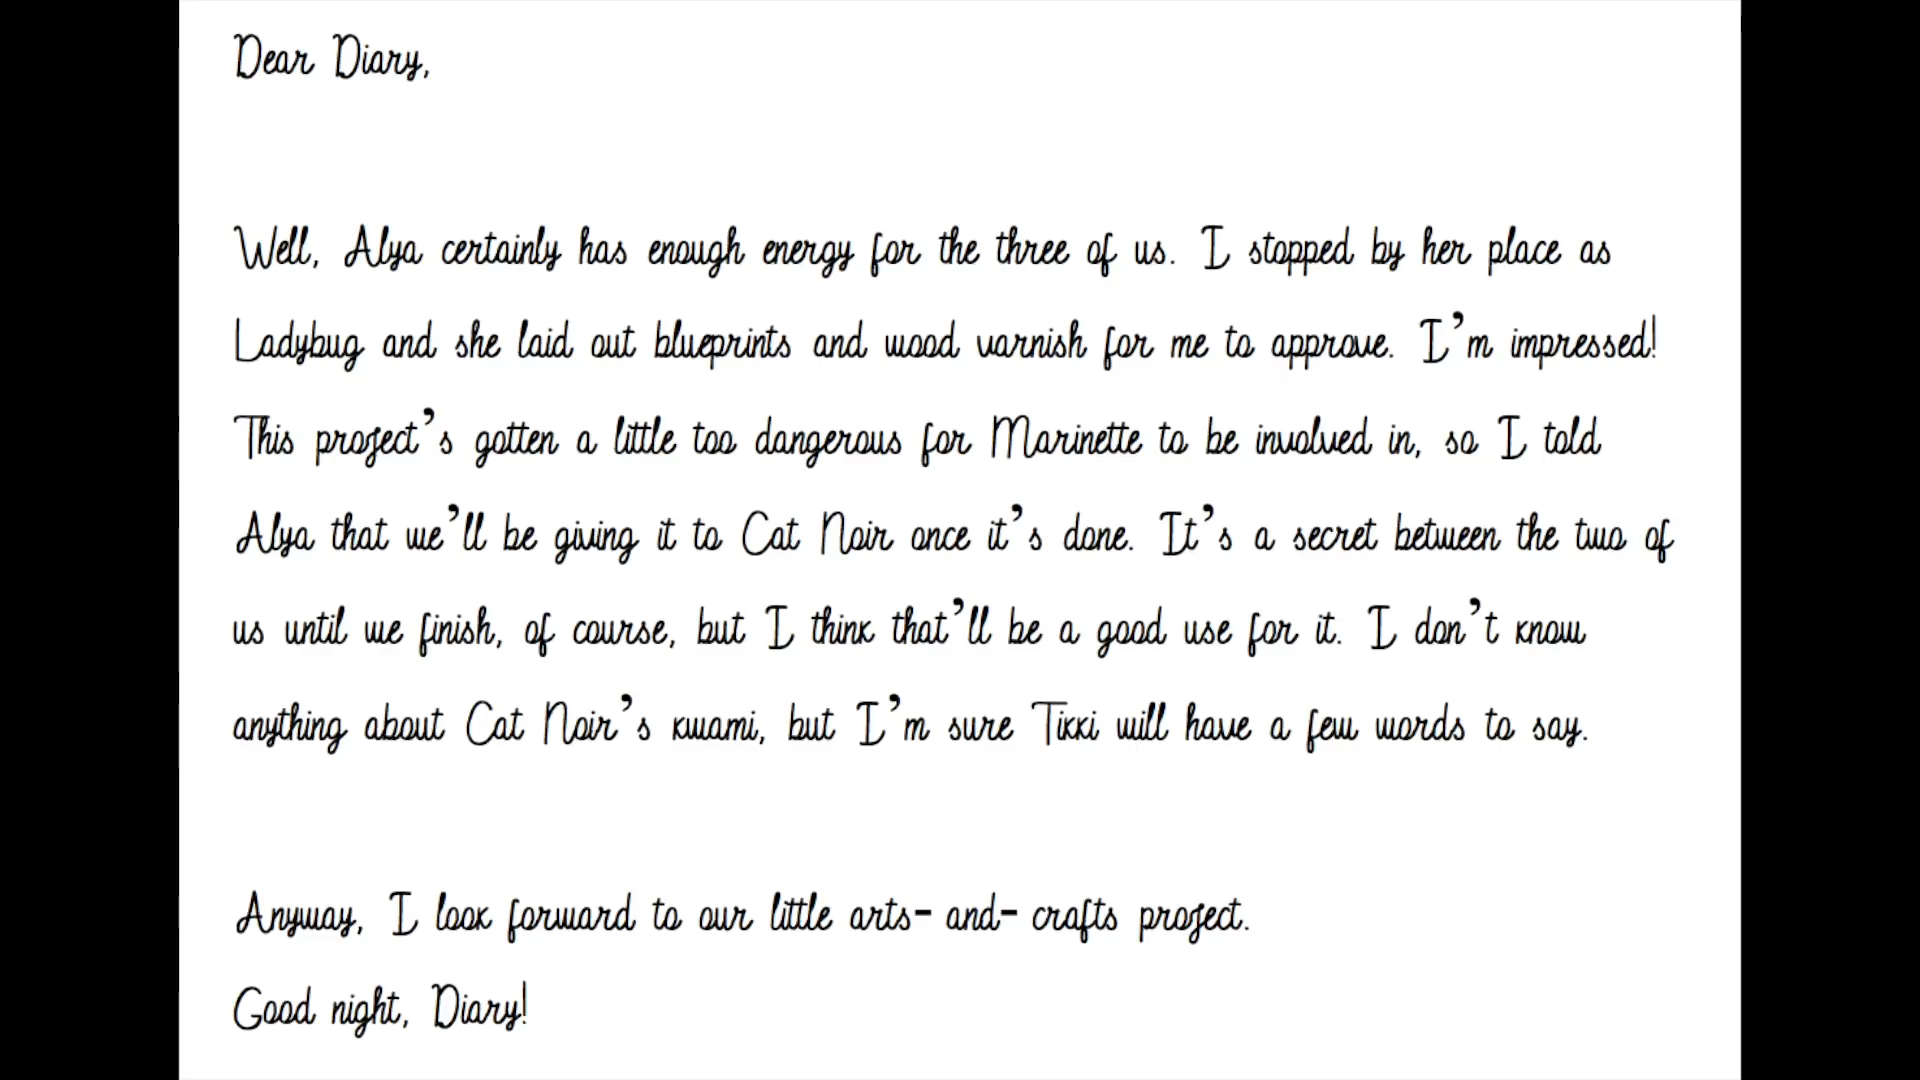 Dear Diary,
Well, Alya certainly has enough energy for the three of us. I stopped by her place as
Ladybug and she laid out blueprints and wood varnish for me to approve. I’m impressed!
This project’s gotten a little too dangerous for Marinette to be involved in, so I told
Alya that we’ll be giving it to Cat Noir once it’s done. It’s a secret between the two of
us until we finish, of course, but I think that’ll be a good use for it. I don’t know
anything about Cat Noir’s kwami, but I’m sure Tikki will have a few words to say.
Anyway, I look forward to our little arts- and- crafts project.
Good night, Diary!